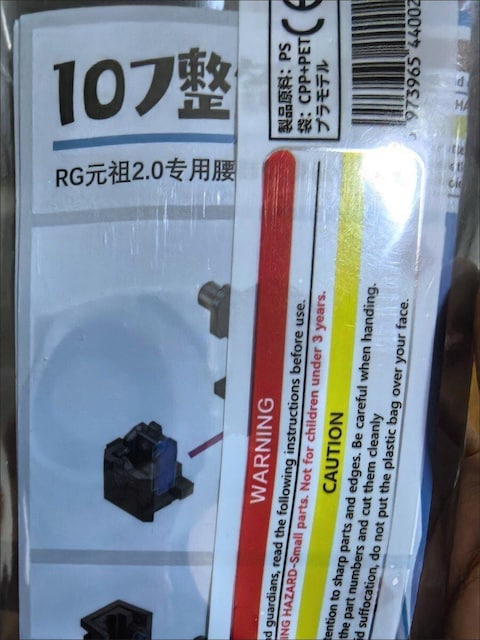 107整
RG元祖2.0专用腰
製品原料: PS
袋: CPP+PET
プラモデル
973965 44002
WARNING
guardians, read the following instructions before use.
HAZARD-Small parts. Not for children under 3 years.
CAUTION
to sharp parts and edges. Be careful when handing.
the part numbers and cut them cleanly
suffocation, do not put the plastic bag over your face.